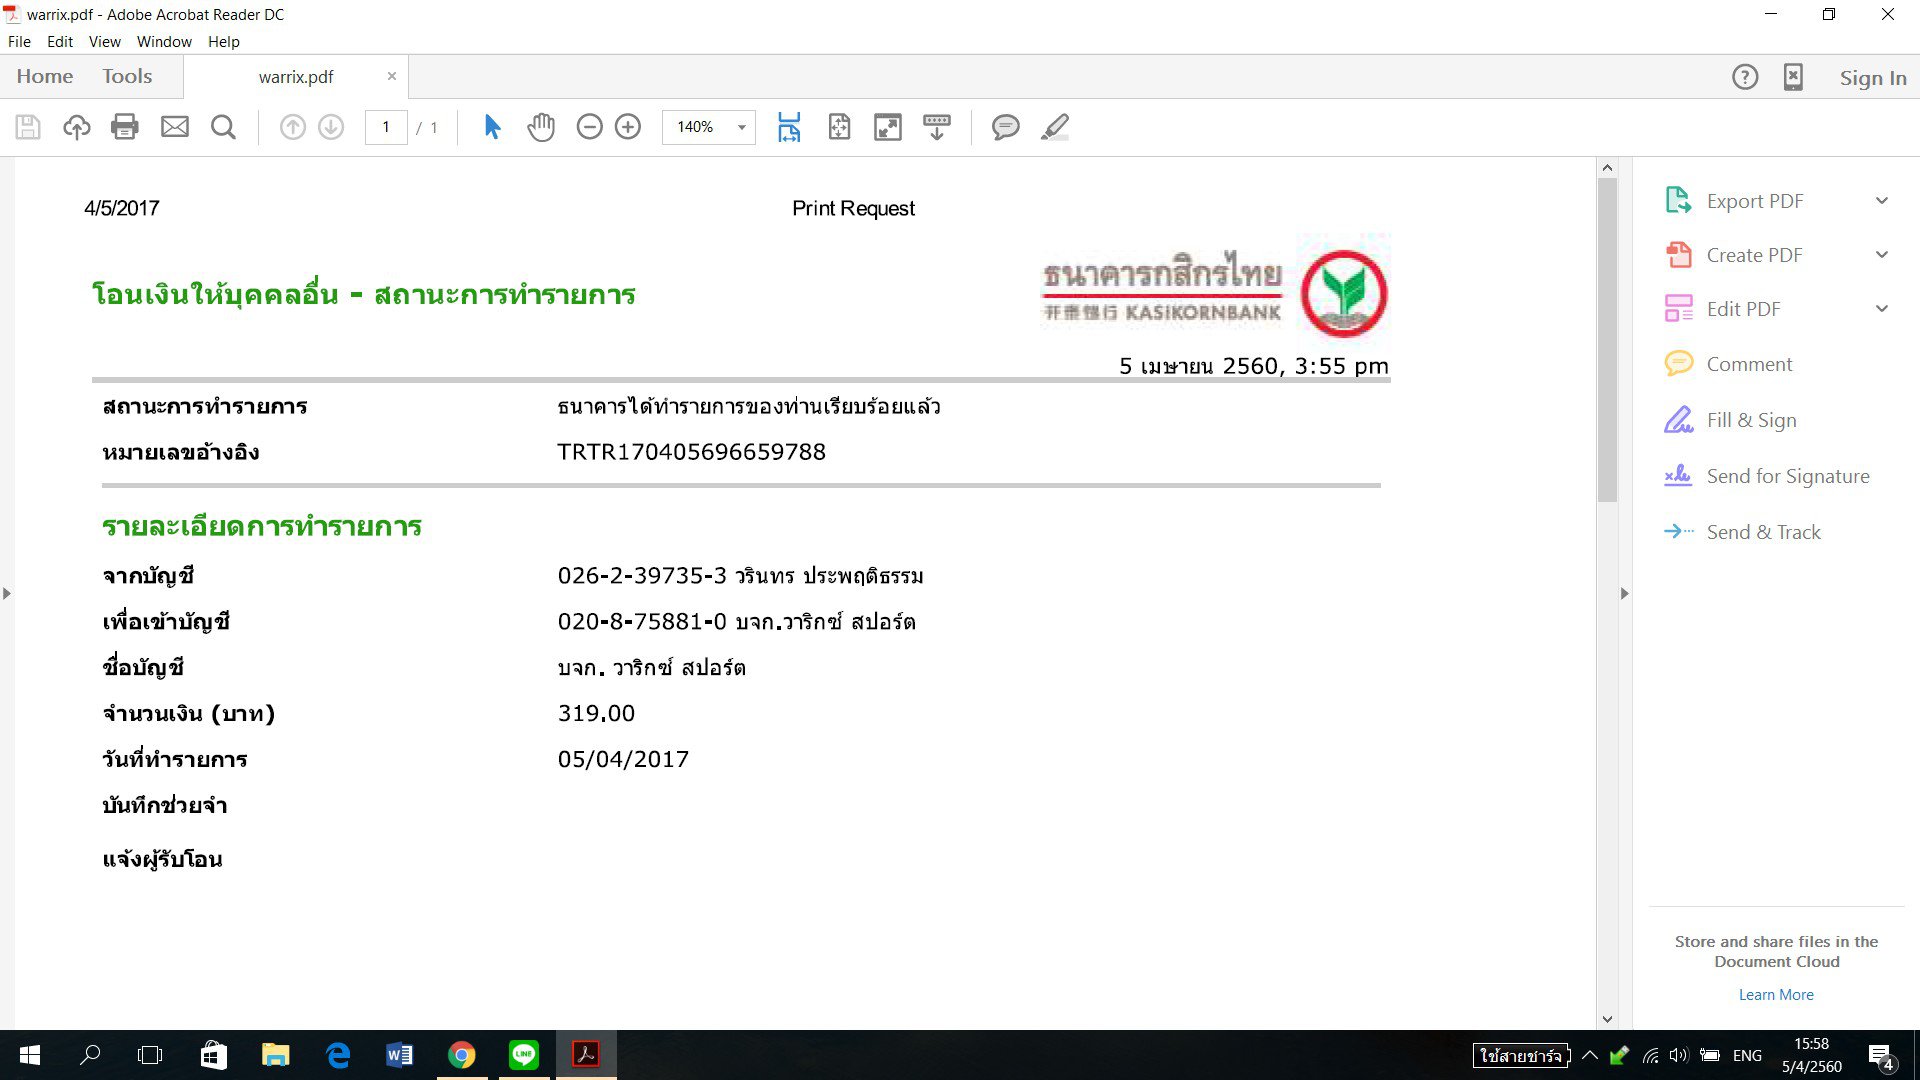 warrix.pdf - Adobe Acrobat Reader DC
File Edit View Window Help
Home Tools warrix.pdf Sign In
1 / 1 140%
4/5/2017 Print Request
ธนาคารกสิกรไทย
开泰银行 KASIKORNBANK
โอนเงินให้บุคคลอื่น - สถานะการทำรายการ
5 เมษายน 2560, 3:55 pm
สถานะการทำรายการ ธนาคารได้ทำรายการของท่านเรียบร้อยแล้ว
หมายเลขอ้างอิง TRTR170405696659788
รายละเอียดการทำรายการ
จากบัญชี 026-2-39735-3 วรินทร ประพฤติธรรม
เพื่อเข้าบัญชี 020-8-75881-0 บจก.วาริกซ์ สปอร์ต
ชื่อบัญชี บจก. วาริกซ์ สปอร์ต
จำนวนเงิน (บาท) 319.00
วันที่ทำรายการ 05/04/2017
บันทึกช่วยจำ
แจ้งผู้รับโอน
Export PDF
Create PDF
Edit PDF
Comment
Fill & Sign
Send for Signature
Send & Track
Store and share files in the
Document Cloud
Learn More
ใช้สายชาร์จ ENG 15:58
5/4/2560
4
LINE